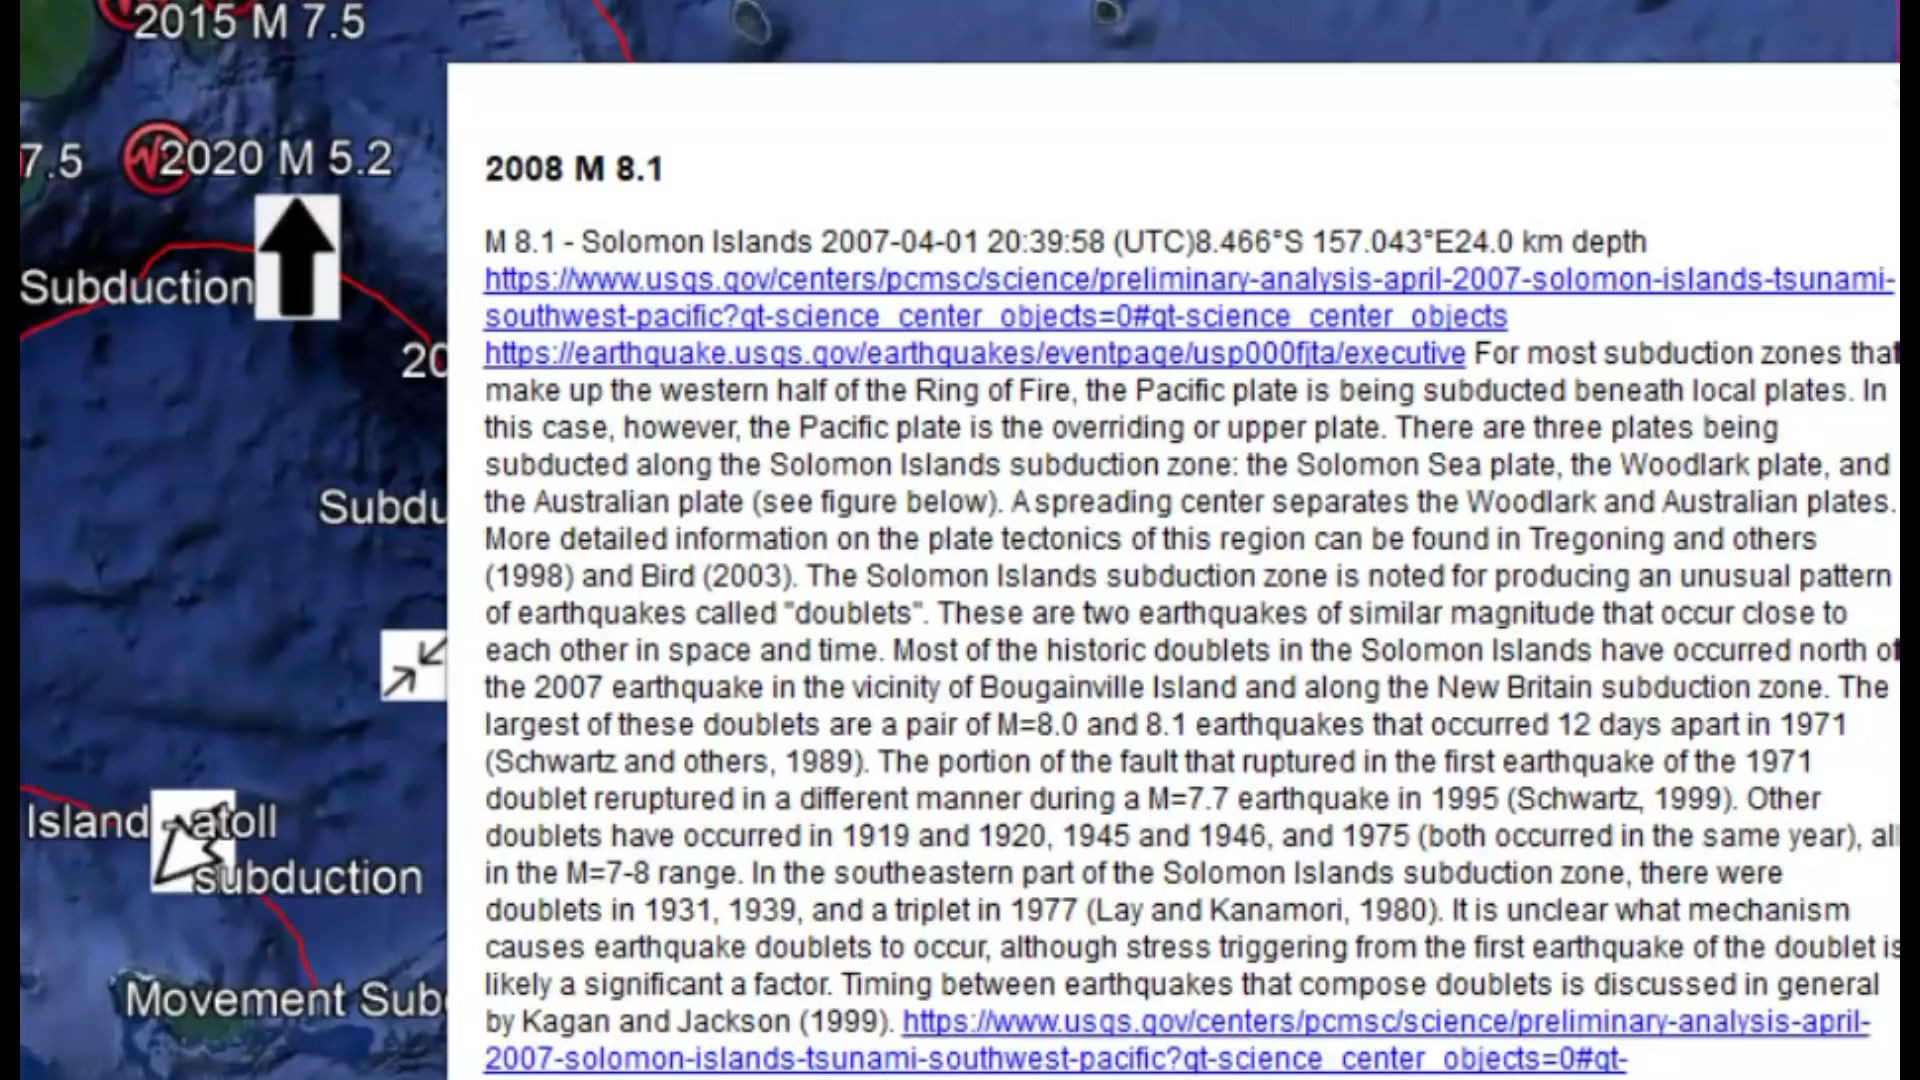 2015 M 7.5
7.5
2020 M 5.2
Subduction
20
Subdu
Island - atoll
subduction
Movement Sub
2008 M 8.1
M 8.1 - Solomon Islands 2007-04-01 20:39:58 (UTC)8.466°S 157.043°E24.0 km depth
https://www.usgs.gov/centers/pcmsc/science/preliminary-analysis-april-2007-solomon-islands-tsunami-
southwest-pacific?qt-science_center_objects=0#qt-science_center_objects
https://earthquake.usgs.gov/earthquakes/eventpage/usp000fjta/executive For most subduction zones that
make up the western half of the Ring of Fire, the Pacific plate is being subducted beneath local plates. In
this case, however, the Pacific plate is the overriding or upper plate. There are three plates being
subducted along the Solomon Islands subduction zone: the Solomon Sea plate, the Woodlark plate, and
the Australian plate (see figure below). A spreading center separates the Woodlark and Australian plates.
More detailed information on the plate tectonics of this region can be found in Tregoning and others
(1998) and Bird (2003). The Solomon Islands subduction zone is noted for producing an unusual pattern
of earthquakes called "doublets". These are two earthquakes of similar magnitude that occur close to
each other in space and time. Most of the historic doublets in the Solomon Islands have occurred north of
the 2007 earthquake in the vicinity of Bougainville Island and along the New Britain subduction zone. The
largest of these doublets are a pair of M=8.0 and 8.1 earthquakes that occurred 12 days apart in 1971
(Schwartz and others, 1989). The portion of the fault that ruptured in the first earthquake of the 1971
doublet reruptured in a different manner during a M=7.7 earthquake in 1995 (Schwartz, 1999). Other
doublets have occurred in 1919 and 1920, 1945 and 1946, and 1975 (both occurred in the same year), all
in the M=7-8 range. In the southeastern part of the Solomon Islands subduction zone, there were
doublets in 1931, 1939, and a triplet in 1977 (Lay and Kanamori, 1980). It is unclear what mechanism
causes earthquake doublets to occur, although stress triggering from the first earthquake of the doublet is
likely a significant a factor. Timing between earthquakes that compose doublets is discussed in general
by Kagan and Jackson (1999). https://www.usgs.gov/centers/pcmsc/science/preliminary-analysis-april-
2007-solomon-islands-tsunami-southwest-pacific?qt-science_center_objects=0#qt-